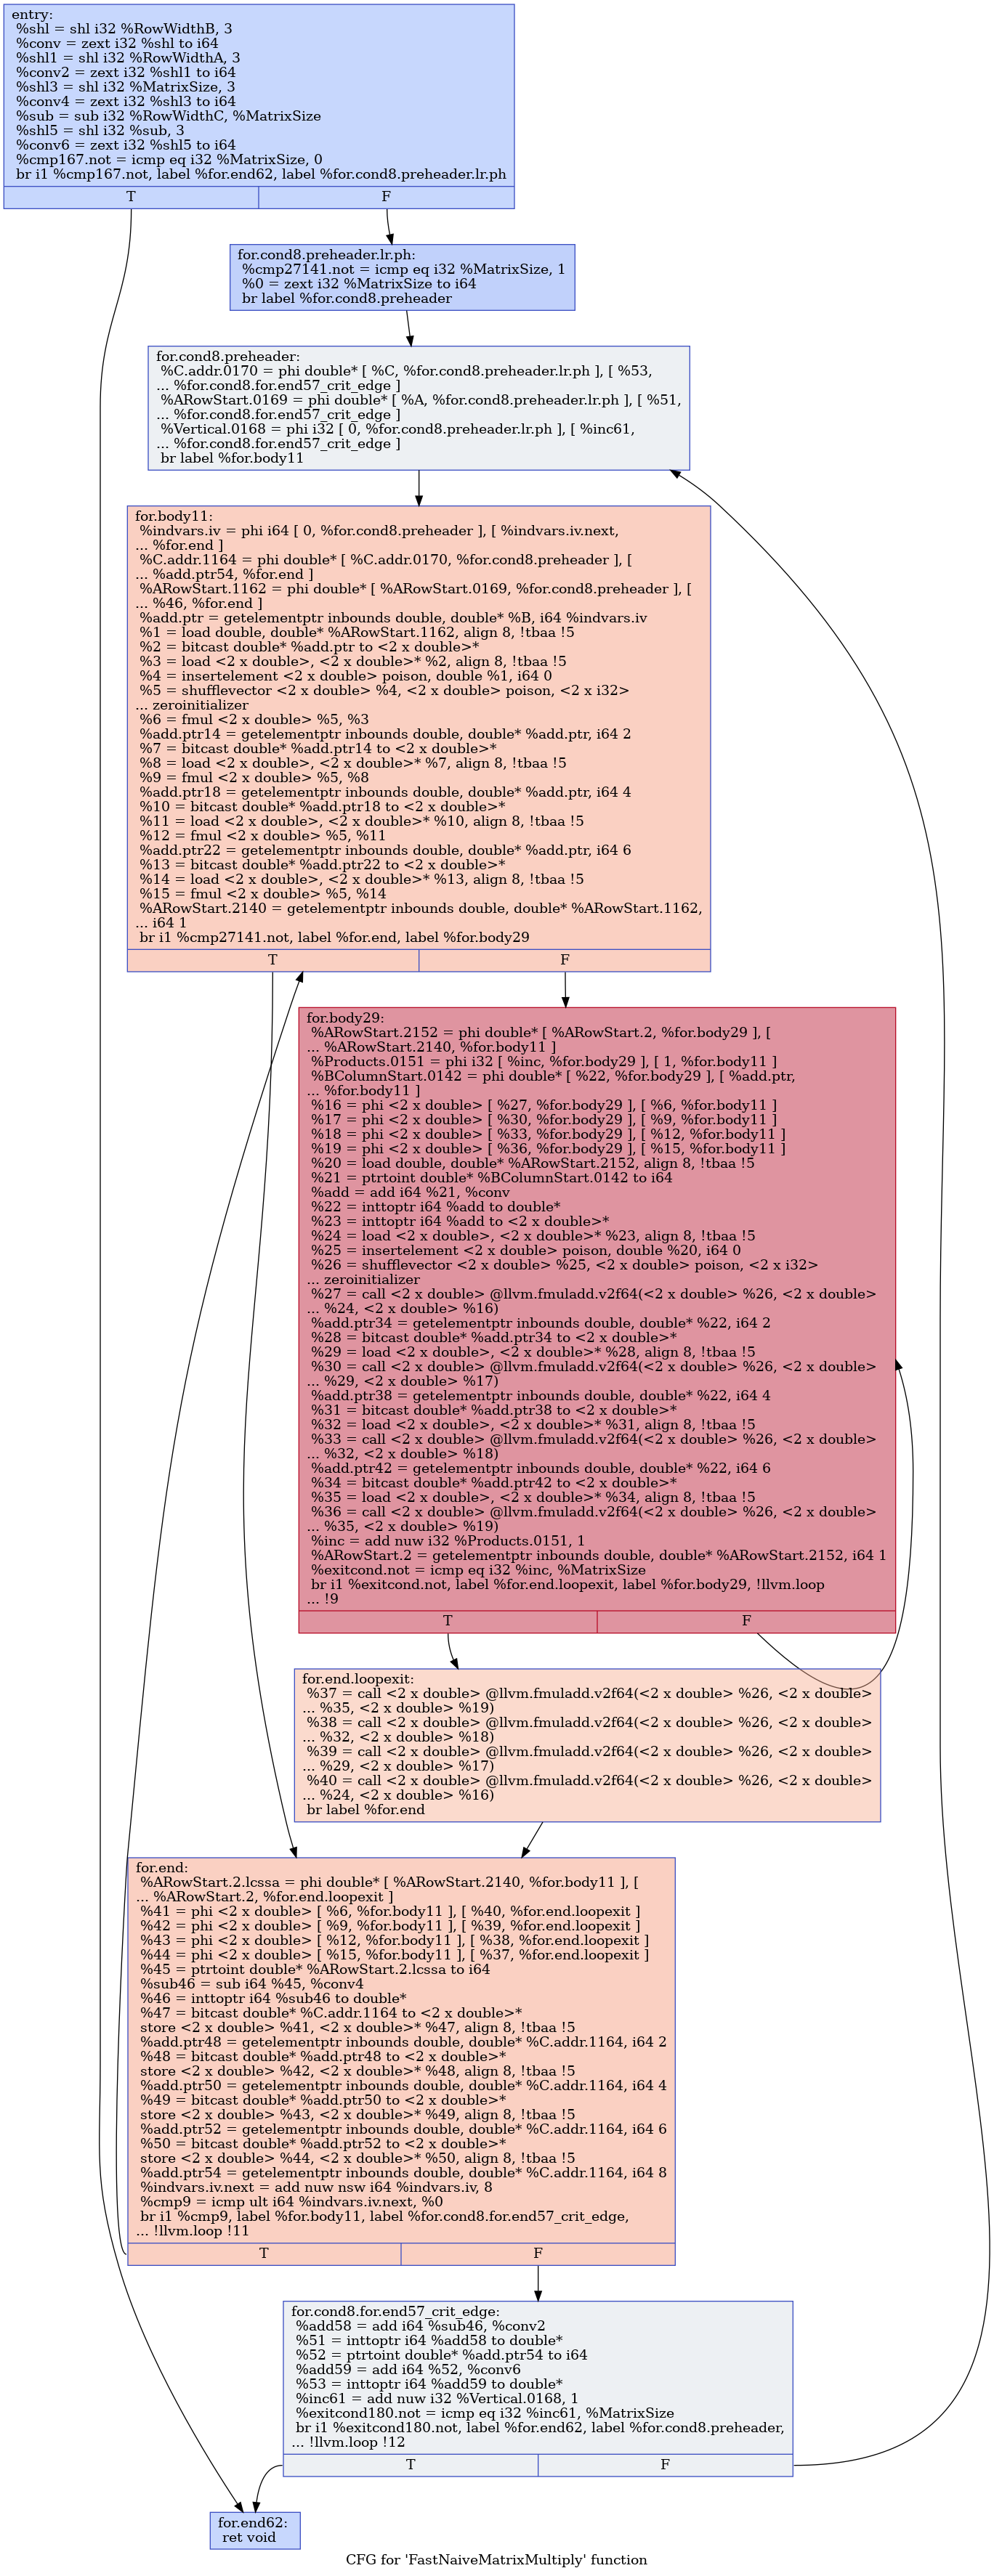 entry:
%shl = shl i32 %RowWidthB, 3
%conv = zext i32 %shl to i64
%shl1 = shl i32 %RowWidthA, 3
%conv2 = zext i32 %shl1 to i64
%shl3 = shl i32 %MatrixSize, 3
%conv4 = zext i32 %shl3 to i64
%sub = sub i32 %RowWidthC, %MatrixSize
%shl5 = shl i32 %sub, 3
%conv6 = zext i32 %shl5 to i64
%cmp167.not = icmp eq i32 %MatrixSize, 0
br i1 %cmp167.not, label %for.end62, label %for.cond8.preheader.lr.ph
T F
for.cond8.preheader.lr.ph:
%cmp27141.not = icmp eq i32 %MatrixSize, 1
%0 = zext i32 %MatrixSize to i64
br label %for.cond8.preheader
for.cond8.preheader:
%C.addr.0170 = phi double* [ %C, %for.cond8.preheader.lr.ph ], [ %53,
... %for.cond8.for.end57_crit_edge ]
%ARowStart.0169 = phi double* [ %A, %for.cond8.preheader.lr.ph ], [ %51,
... %for.cond8.for.end57_crit_edge ]
%Vertical.0168 = phi i32 [ 0, %for.cond8.preheader.lr.ph ], [ %inc61,
... %for.cond8.for.end57_crit_edge ]
br label %for.body11
for.body11:
%indvars.iv = phi i64 [ 0, %for.cond8.preheader ], [ %indvars.iv.next,
... %for.end ]
%C.addr.1164 = phi double* [ %C.addr.0170, %for.cond8.preheader ], [
... %add.ptr54, %for.end ]
%ARowStart.1162 = phi double* [ %ARowStart.0169, %for.cond8.preheader ], [
... %46, %for.end ]
%add.ptr = getelementptr inbounds double, double* %B, i64 %indvars.iv
%1 = load double, double* %ARowStart.1162, align 8, !tbaa !5
%2 = bitcast double* %add.ptr to <2 x double>*
%3 = load <2 x double>, <2 x double>* %2, align 8, !tbaa !5
%4 = insertelement <2 x double> poison, double %1, i64 0
%5 = shufflevector <2 x double> %4, <2 x double> poison, <2 x i32>
... zeroinitializer
%6 = fmul <2 x double> %5, %3
%add.ptr14 = getelementptr inbounds double, double* %add.ptr, i64 2
%7 = bitcast double* %add.ptr14 to <2 x double>*
%8 = load <2 x double>, <2 x double>* %7, align 8, !tbaa !5
%9 = fmul <2 x double> %5, %8
%add.ptr18 = getelementptr inbounds double, double* %add.ptr, i64 4
%10 = bitcast double* %add.ptr18 to <2 x double>*
%11 = load <2 x double>, <2 x double>* %10, align 8, !tbaa !5
%12 = fmul <2 x double> %5, %11
%add.ptr22 = getelementptr inbounds double, double* %add.ptr, i64 6
%13 = bitcast double* %add.ptr22 to <2 x double>*
%14 = load <2 x double>, <2 x double>* %13, align 8, !tbaa !5
%15 = fmul <2 x double> %5, %14
%ARowStart.2140 = getelementptr inbounds double, double* %ARowStart.1162,
... i64 1
br i1 %cmp27141.not, label %for.end, label %for.body29
T F
for.body29:
%ARowStart.2152 = phi double* [ %ARowStart.2, %for.body29 ], [
... %ARowStart.2140, %for.body11 ]
%Products.0151 = phi i32 [ %inc, %for.body29 ], [ 1, %for.body11 ]
%BColumnStart.0142 = phi double* [ %22, %for.body29 ], [ %add.ptr,
... %for.body11 ]
%16 = phi <2 x double> [ %27, %for.body29 ], [ %6, %for.body11 ]
%17 = phi <2 x double> [ %30, %for.body29 ], [ %9, %for.body11 ]
%18 = phi <2 x double> [ %33, %for.body29 ], [ %12, %for.body11 ]
%19 = phi <2 x double> [ %36, %for.body29 ], [ %15, %for.body11 ]
%20 = load double, double* %ARowStart.2152, align 8, !tbaa !5
%21 = ptrtoint double* %BColumnStart.0142 to i64
%add = add i64 %21, %conv
%22 = inttoptr i64 %add to double*
%23 = inttoptr i64 %add to <2 x double>*
%24 = load <2 x double>, <2 x double>* %23, align 8, !tbaa !5
%25 = insertelement <2 x double> poison, double %20, i64 0
%26 = shufflevector <2 x double> %25, <2 x double> poison, <2 x i32>
... zeroinitializer
%27 = call <2 x double> @llvm.fmuladd.v2f64(<2 x double> %26, <2 x double>
... %24, <2 x double> %16)
%add.ptr34 = getelementptr inbounds double, double* %22, i64 2
%28 = bitcast double* %add.ptr34 to <2 x double>*
%29 = load <2 x double>, <2 x double>* %28, align 8, !tbaa !5
%30 = call <2 x double> @llvm.fmuladd.v2f64(<2 x double> %26, <2 x double>
... %29, <2 x double> %17)
%add.ptr38 = getelementptr inbounds double, double* %22, i64 4
%31 = bitcast double* %add.ptr38 to <2 x double>*
%32 = load <2 x double>, <2 x double>* %31, align 8, !tbaa !5
%33 = call <2 x double> @llvm.fmuladd.v2f64(<2 x double> %26, <2 x double>
... %32, <2 x double> %18)
%add.ptr42 = getelementptr inbounds double, double* %22, i64 6
%34 = bitcast double* %add.ptr42 to <2 x double>*
%35 = load <2 x double>, <2 x double>* %34, align 8, !tbaa !5
%36 = call <2 x double> @llvm.fmuladd.v2f64(<2 x double> %26, <2 x double>
... %35, <2 x double> %19)
%inc = add nuw i32 %Products.0151, 1
%ARowStart.2 = getelementptr inbounds double, double* %ARowStart.2152, i64 1
%exitcond.not = icmp eq i32 %inc, %MatrixSize
br i1 %exitcond.not, label %for.end.loopexit, label %for.body29, !llvm.loop
... !9
T F
for.end.loopexit:
%37 = call <2 x double> @llvm.fmuladd.v2f64(<2 x double> %26, <2 x double>
... %35, <2 x double> %19)
%38 = call <2 x double> @llvm.fmuladd.v2f64(<2 x double> %26, <2 x double>
... %32, <2 x double> %18)
%39 = call <2 x double> @llvm.fmuladd.v2f64(<2 x double> %26, <2 x double>
... %29, <2 x double> %17)
%40 = call <2 x double> @llvm.fmuladd.v2f64(<2 x double> %26, <2 x double>
... %24, <2 x double> %16)
br label %for.end
for.end:
%ARowStart.2.lcssa = phi double* [ %ARowStart.2140, %for.body11 ], [
... %ARowStart.2, %for.end.loopexit ]
%41 = phi <2 x double> [ %6, %for.body11 ], [ %40, %for.end.loopexit ]
%42 = phi <2 x double> [ %9, %for.body11 ], [ %39, %for.end.loopexit ]
%43 = phi <2 x double> [ %12, %for.body11 ], [ %38, %for.end.loopexit ]
%44 = phi <2 x double> [ %15, %for.body11 ], [ %37, %for.end.loopexit ]
%45 = ptrtoint double* %ARowStart.2.lcssa to i64
%sub46 = sub i64 %45, %conv4
%46 = inttoptr i64 %sub46 to double*
%47 = bitcast double* %C.addr.1164 to <2 x double>*
store <2 x double> %41, <2 x double>* %47, align 8, !tbaa !5
%add.ptr48 = getelementptr inbounds double, double* %C.addr.1164, i64 2
%48 = bitcast double* %add.ptr48 to <2 x double>*
store <2 x double> %42, <2 x double>* %48, align 8, !tbaa !5
%add.ptr50 = getelementptr inbounds double, double* %C.addr.1164, i64 4
%49 = bitcast double* %add.ptr50 to <2 x double>*
store <2 x double> %43, <2 x double>* %49, align 8, !tbaa !5
%add.ptr52 = getelementptr inbounds double, double* %C.addr.1164, i64 6
%50 = bitcast double* %add.ptr52 to <2 x double>*
store <2 x double> %44, <2 x double>* %50, align 8, !tbaa !5
%add.ptr54 = getelementptr inbounds double, double* %C.addr.1164, i64 8
%indvars.iv.next = add nuw nsw i64 %indvars.iv, 8
%cmp9 = icmp ult i64 %indvars.iv.next, %0
br i1 %cmp9, label %for.body11, label %for.cond8.for.end57_crit_edge,
... !llvm.loop !11
T F
for.cond8.for.end57_crit_edge:
%add58 = add i64 %sub46, %conv2
%51 = inttoptr i64 %add58 to double*
%52 = ptrtoint double* %add.ptr54 to i64
%add59 = add i64 %52, %conv6
%53 = inttoptr i64 %add59 to double*
%inc61 = add nuw i32 %Vertical.0168, 1
%exitcond180.not = icmp eq i32 %inc61, %MatrixSize
br i1 %exitcond180.not, label %for.end62, label %for.cond8.preheader,
... !llvm.loop !12
T F
for.end62:
ret void
CFG for 'FastNaiveMatrixMultiply' function